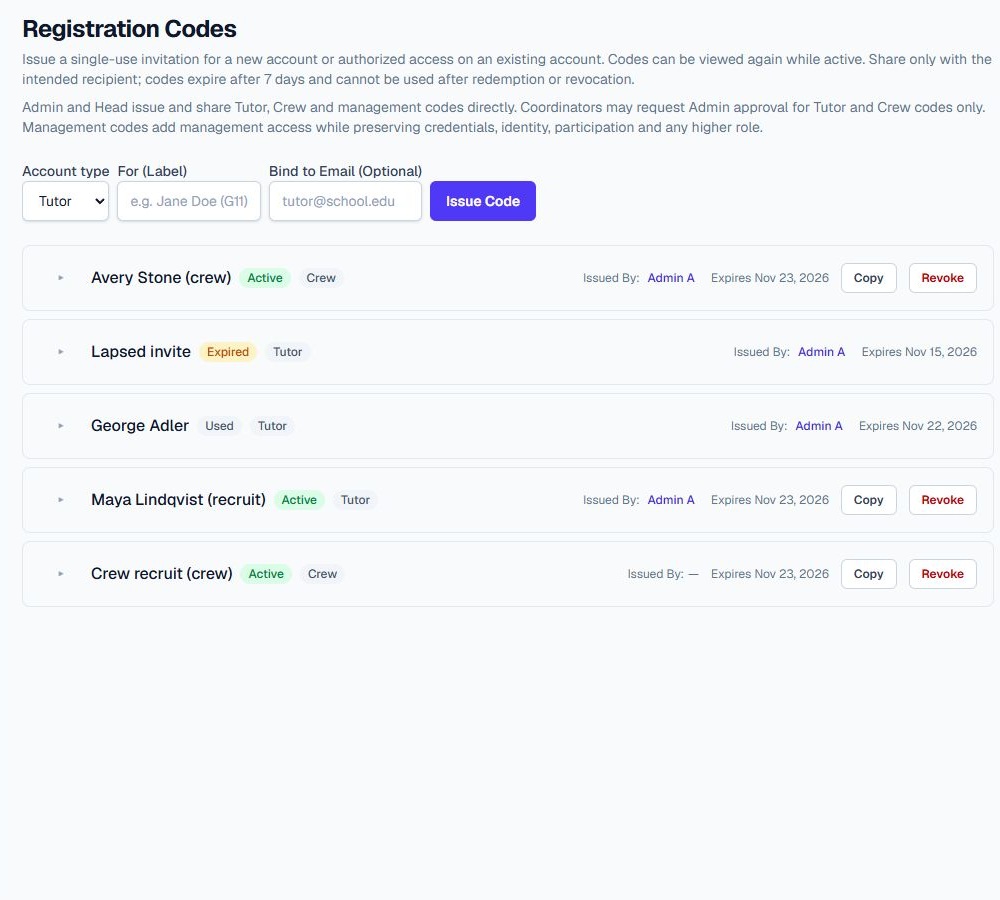 Registration Codes
Issue a single-use invitation for a new account or authorized access on an existing account. Codes can be viewed again while active. Share only with the
intended recipient; codes expire after 7 days and cannot be used after redemption or revocation.
Admin and Head issue and share Tutor, Crew and management codes directly. Coordinators may request Admin approval for Tutor and Crew codes only.
Management codes add management access while preserving credentials, identity, participation and any higher role.
Account type For (Label) Bind to Email (Optional)
Tutor e.g. Jane Doe (G11) tutor@school.edu Issue Code
Avery Stone (crew) Active Crew Issued By: Admin A Expires Nov 23, 2026 Copy Revoke
Lapsed invite Expired Tutor Issued By: Admin A Expires Nov 15, 2026
George Adler Used Tutor Issued By: Admin A Expires Nov 22, 2026
Maya Lindqvist (recruit) Active Tutor Issued By: Admin A Expires Nov 23, 2026 Copy Revoke
Crew recruit (crew) Active Crew Issued By: — Expires Nov 23, 2026 Copy Revoke